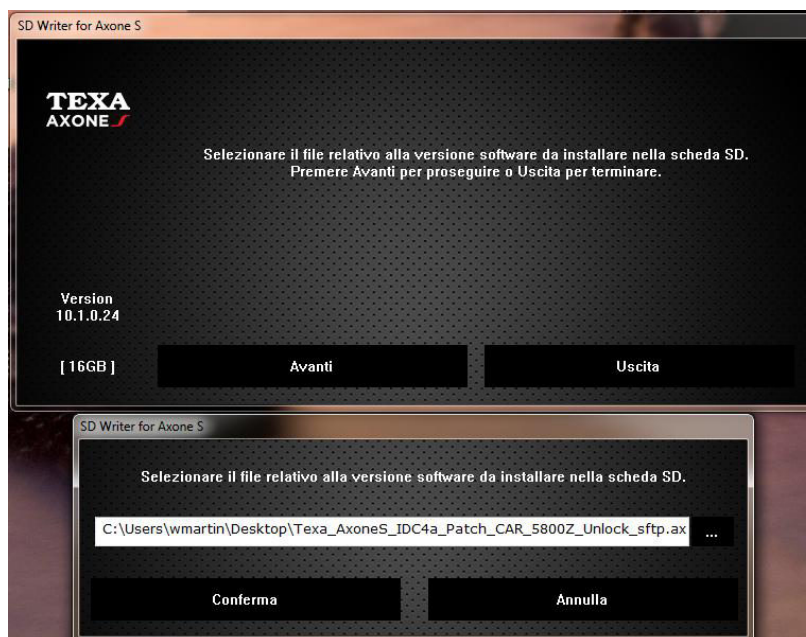 SD Writer for Axone S
TEXA
AXONE S
Selezionare il file relativo alla versione software da installare nella scheda SD.
Premere Avanti per proseguire o Uscita per terminare.
Version
10.1.0.24
[ 16GB ]
Avanti
Uscita
SD Writer for Axone S
Selezionare il file relativo alla versione software da installare nella scheda SD.
C:\Users\wmartin\Desktop\Texa_AxoneS_IDC4a_Patch_CAR_5800Z_Unlock_sftp.ax
...
Conferma
Annulla